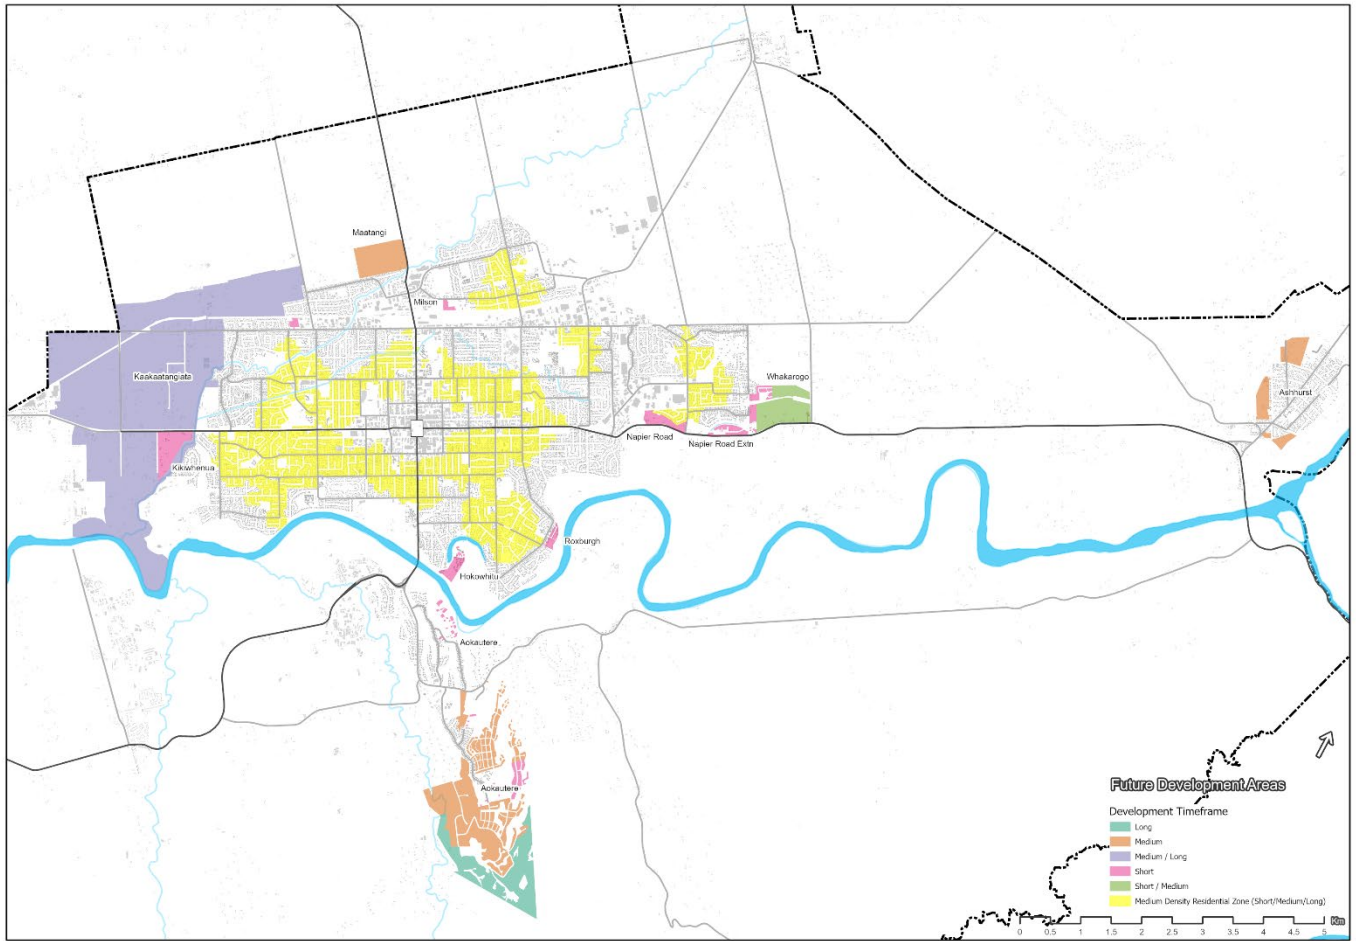 Maatangi
Milson
Kaakaatangiata
Whakarogo
Ashhurst
Napier Road
Napier Road Extn
Kikiwhenua
Roxburgh
Hokowhitu
Aokautere
Aokautere
Future Development Areas
Development Timeframe
Long
Medium
Medium / Long
Short
Short / Medium
Medium Density Residential Zone (Short/Medium/Long)
Km
0 0.5 1 1.5 2 2.5 3 3.5 4 4.5 5